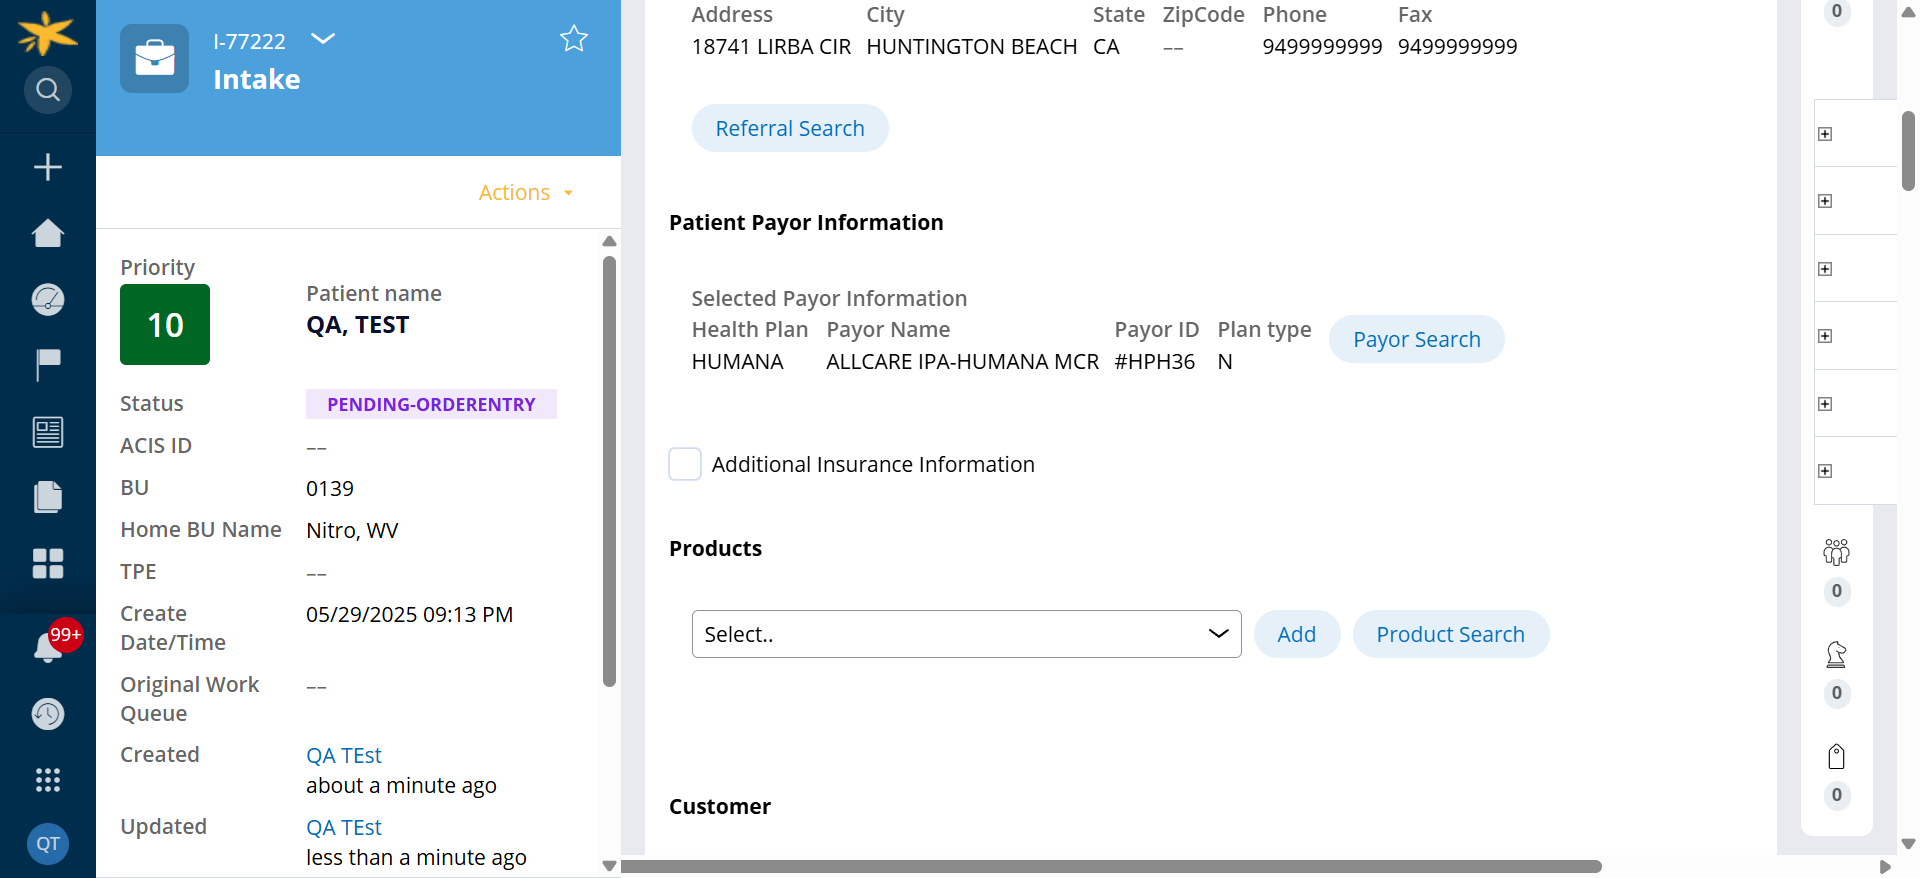 I-77222
Intake
Actions
Priority
10
Patient name
QA, TEST
Status PENDING-ORDERENTRY
ACIS ID --
BU 0139
Home BU Name Nitro, WV
TPE --
Create Date/Time 05/29/2025 09:13 PM
Original Work Queue --
Created QA TEst
about a minute ago
Updated QA TEst
less than a minute ago
99+
QT
Address City State ZipCode Phone Fax
18741 LIRBA CIR HUNTINGTON BEACH CA -- 9499999999 9499999999
Referral Search
Patient Payor Information
Selected Payor Information
Health Plan Payor Name Payor ID Plan type
HUMANA ALLCARE IPA-HUMANA MCR #HPH36 N
Payor Search
Additional Insurance Information
Products
Select.. Add Product Search
Customer
0
0
0
0